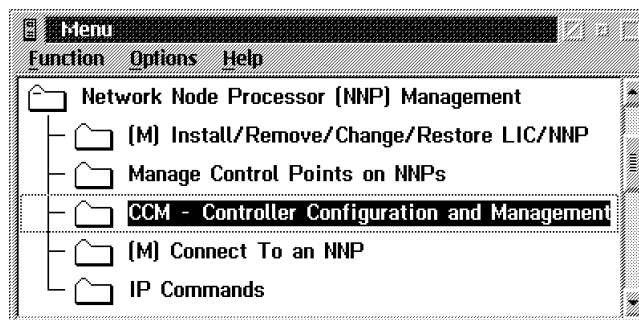 Menu
Function Options Help
Network Node Processor (NNP) Management
(M) Install/Remove/Change/Restore LIC/NNP
Manage Control Points on NNPs
CCM - Controller Configuration and Management
(M) Connect To an NNP
IP Commands